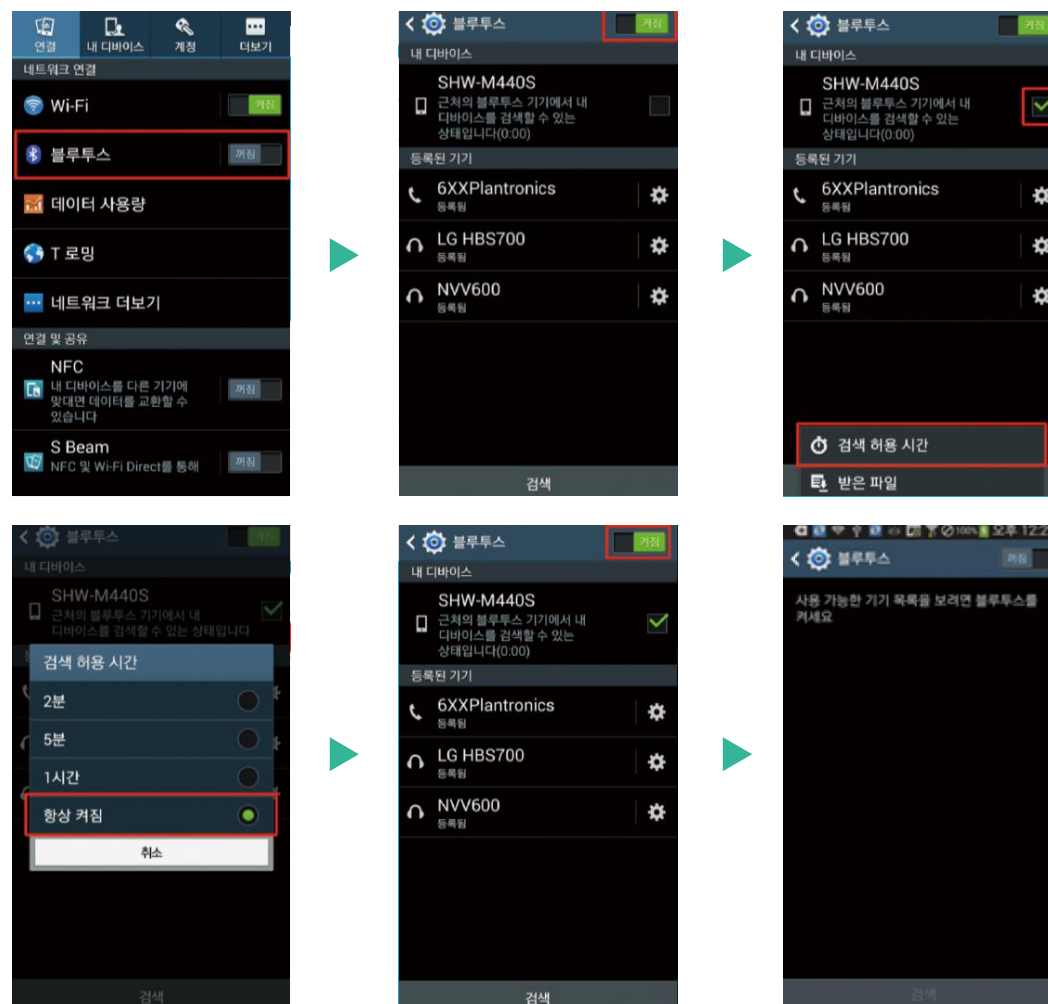 연결
내 디바이스
계정
더보기
네트워크 연결
Wi-Fi
켜짐
블루투스
꺼짐
데이터 사용량
T 로밍
네트워크 더보기
연결 및 공유
NFC
내 디바이스를 다른 기기에
맞대면 데이터를 교환할 수
있습니다
꺼짐
S Beam
NFC 및 Wi-Fi Direct를 통해
꺼짐
블루투스
켜짐
내 디바이스
SHW-M440S
근처의 블루투스 기기에서 내
디바이스를 검색할 수 있는
상태입니다(0:00)
등록된 기기
6XXPlantronics
등록됨
LG HBS700
등록됨
NVV600
등록됨
검색
블루투스
켜짐
내 디바이스
SHW-M440S
근처의 블루투스 기기에서 내
디바이스를 검색할 수 있는
상태입니다(0:00)
등록된 기기
6XXPlantronics
등록됨
LG HBS700
등록됨
NVV600
등록됨
검색 허용 시간
받은 파일
블루투스
켜짐
내 디바이스
SHW-M440S
근처의 블루투스 기기에서 내
디바이스를 검색할 수 있는 상태입니다
검색 허용 시간
2분
5분
1시간
항상 켜짐
취소
검색
블루투스
켜짐
내 디바이스
SHW-M440S
근처의 블루투스 기기에서 내
디바이스를 검색할 수 있는
상태입니다(0:00)
등록된 기기
6XXPlantronics
등록됨
LG HBS700
등록됨
NVV600
등록됨
검색
100% 오후 12:2
블루투스
꺼짐
사용 가능한 기기 목록을 보려면 블루투스를
켜세요
검색